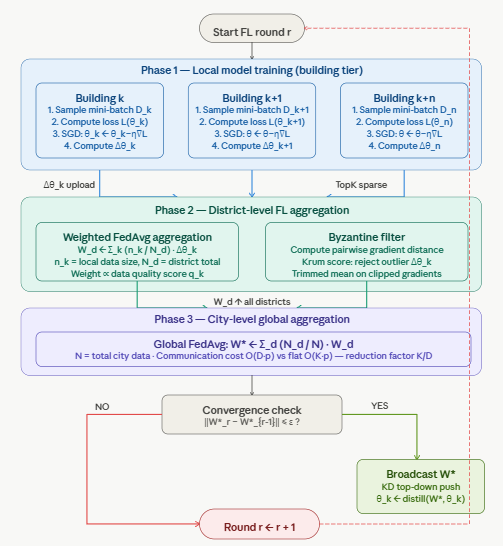 Start FL round r
Phase 1 — Local model training (building tier)
Building k
1. Sample mini-batch D_k
2. Compute loss L(θ_k)
3. SGD: θ_k ← θ_k−η∇L
4. Compute Δθ_k
Building k+1
1. Sample mini-batch D_k+1
2. Compute loss L(θ_k+1)
3. SGD: θ ← θ−η∇L
4. Compute Δθ_k+1
Building k+n
1. Sample mini-batch D_n
2. Compute loss L(θ_n)
3. SGD: θ ← θ−η∇L
4. Compute Δθ_n
Δθ_k upload
TopK sparse
Phase 2 — District-level FL aggregation
Weighted FedAvg aggregation
W_d ← Σ_k (n_k / N_d) · Δθ_k
n_k = local data size, N_d = district total
Weight ∝ data quality score q_k
Byzantine filter
Compute pairwise gradient distance
Krum score: reject outlier Δθ_k
Trimmed mean on clipped gradients
W_d ↑ all districts
Phase 3 — City-level global aggregation
Global FedAvg: W* ← Σ_d (N_d / N) · W_d
N = total city data · Communication cost O(D·p) vs flat O(K·p) — reduction factor K/D
Convergence check
||W*_r − W*_{r-1}|| ≤ ε ?
NO
YES
Broadcast W*
KD top-down push
θ_k ← distill(W*, θ_k)
Round r ← r + 1